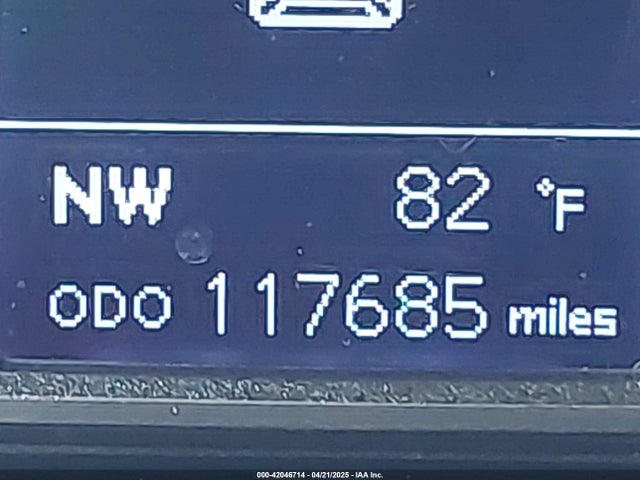 NW 82 °F
ODO 117685 miles
000-42046714 - 04/21/2025 - IAA Inc.